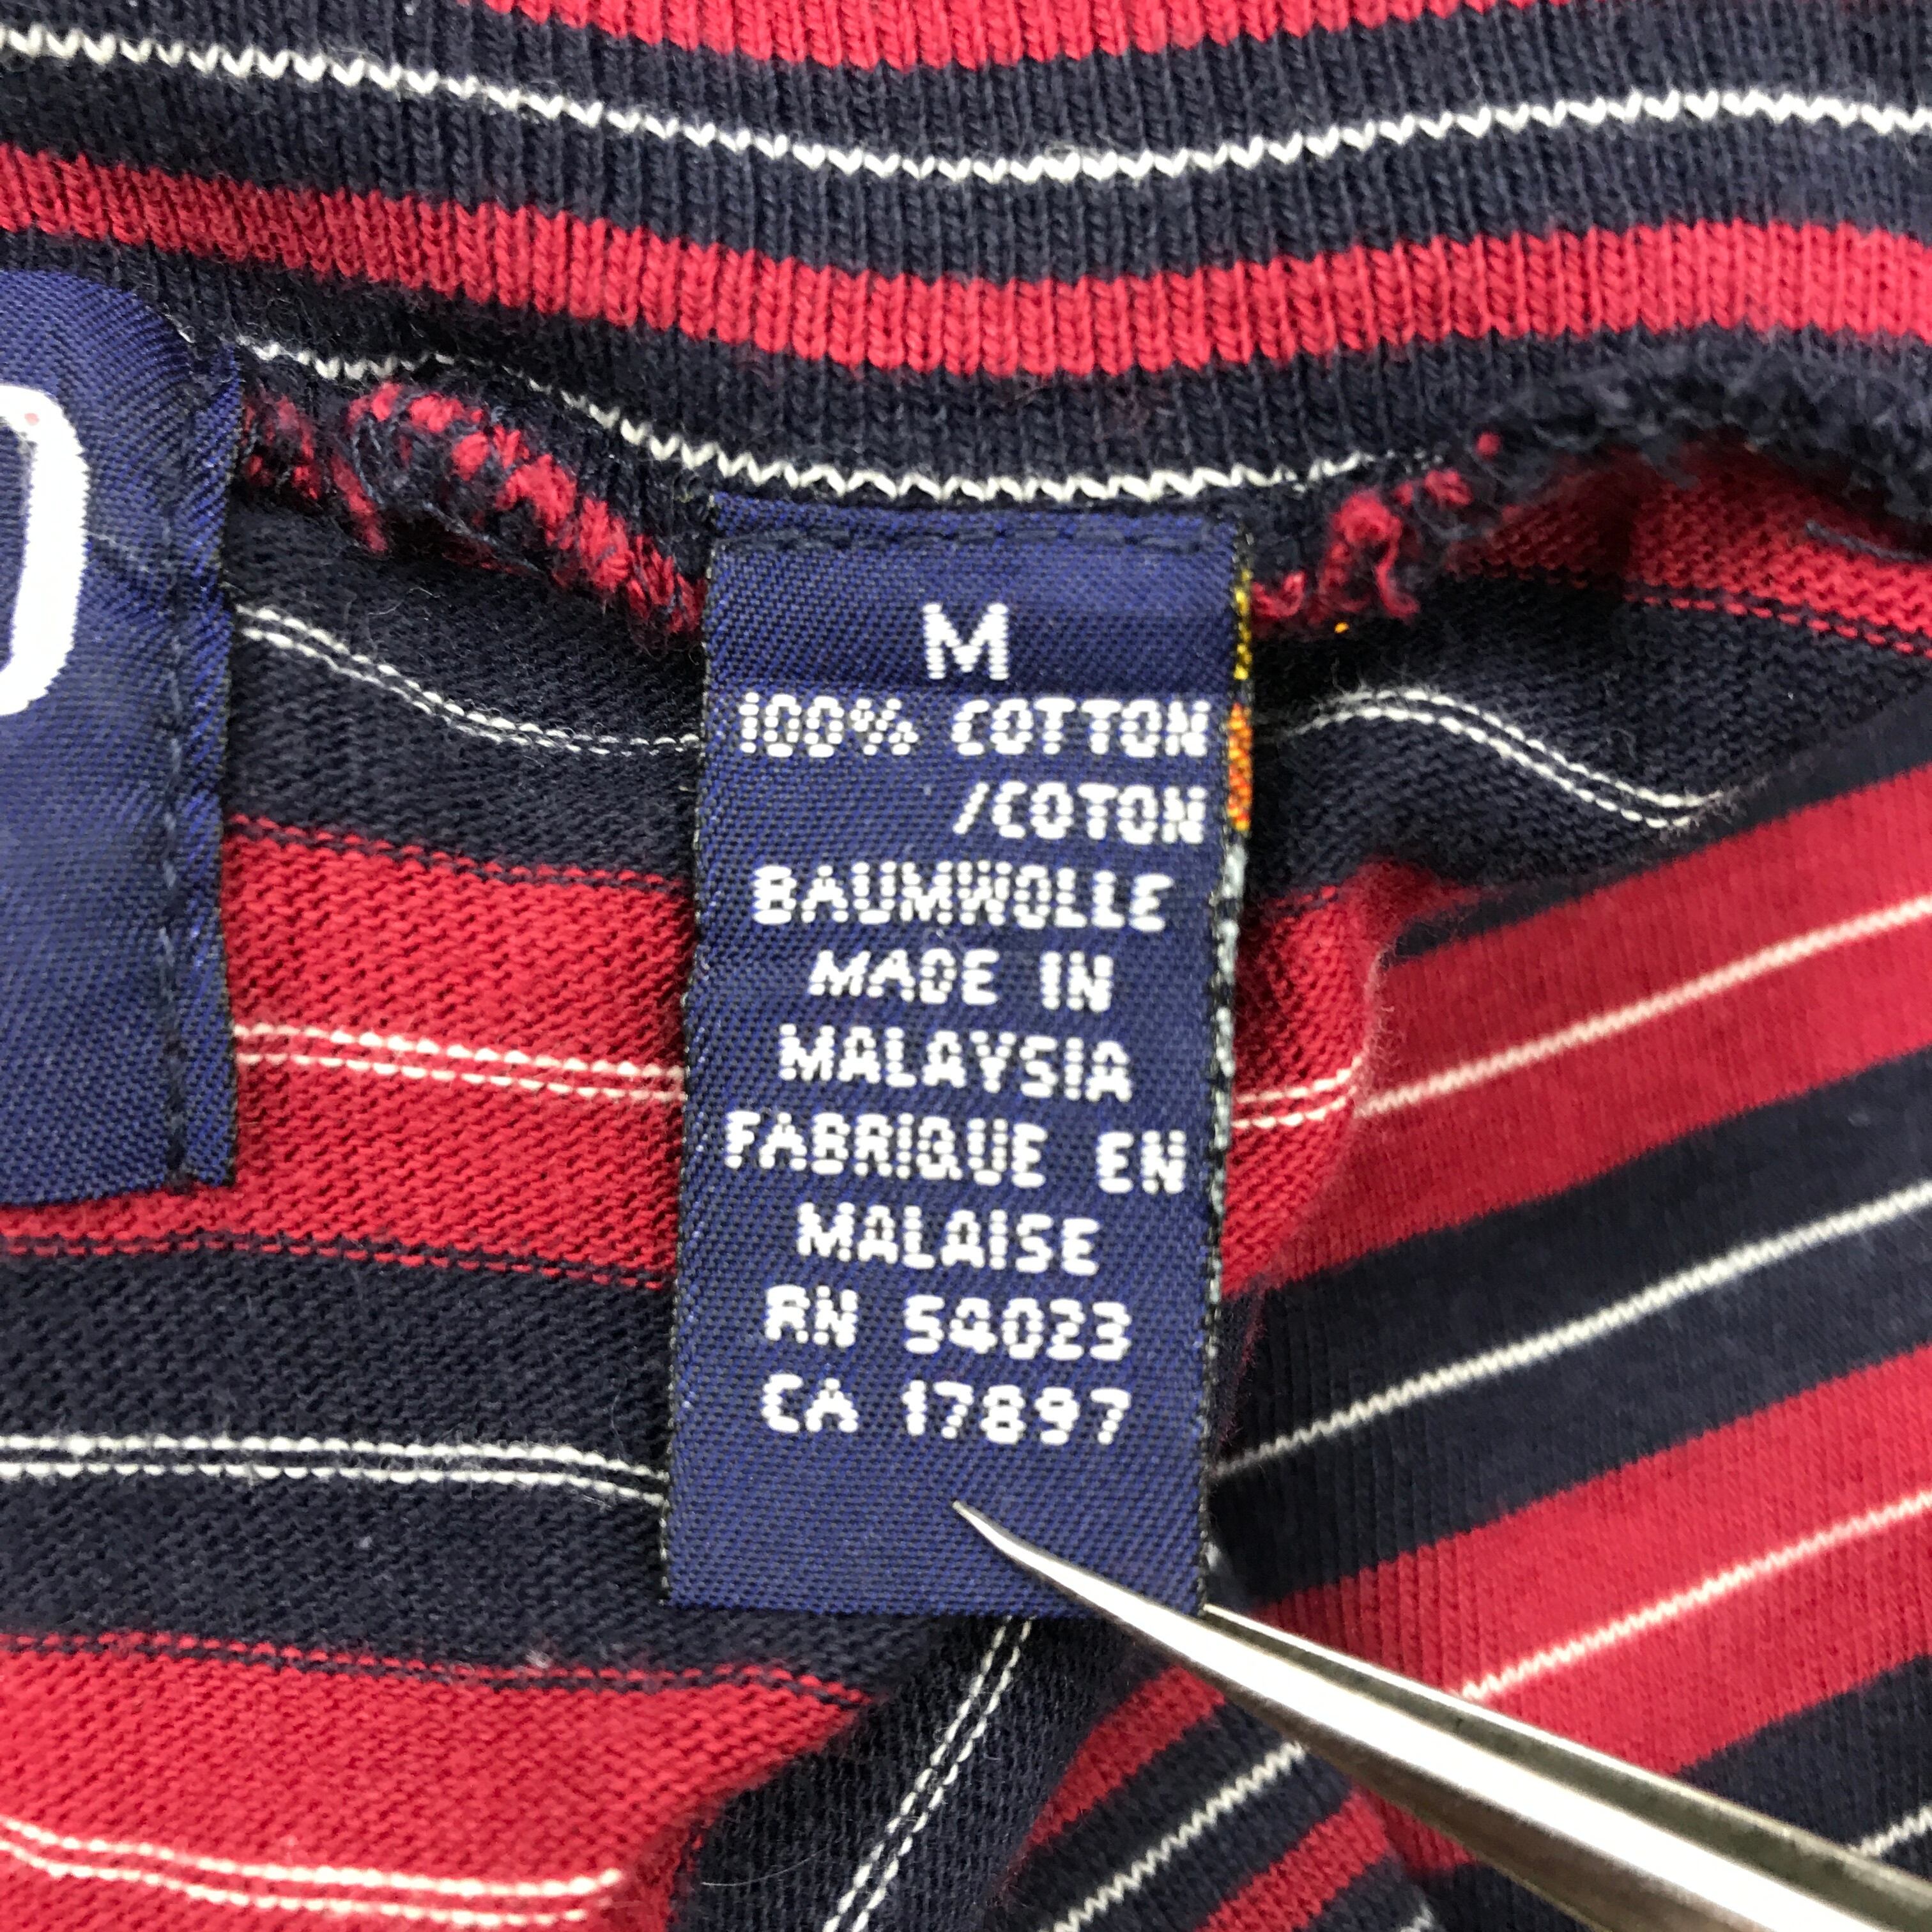 M
100% COTTON
/COTON
BAUMWOLLE
MADE IN
MALAYSIA
FABRIQUE EN
MALAISE
RN 54023
CA 17897